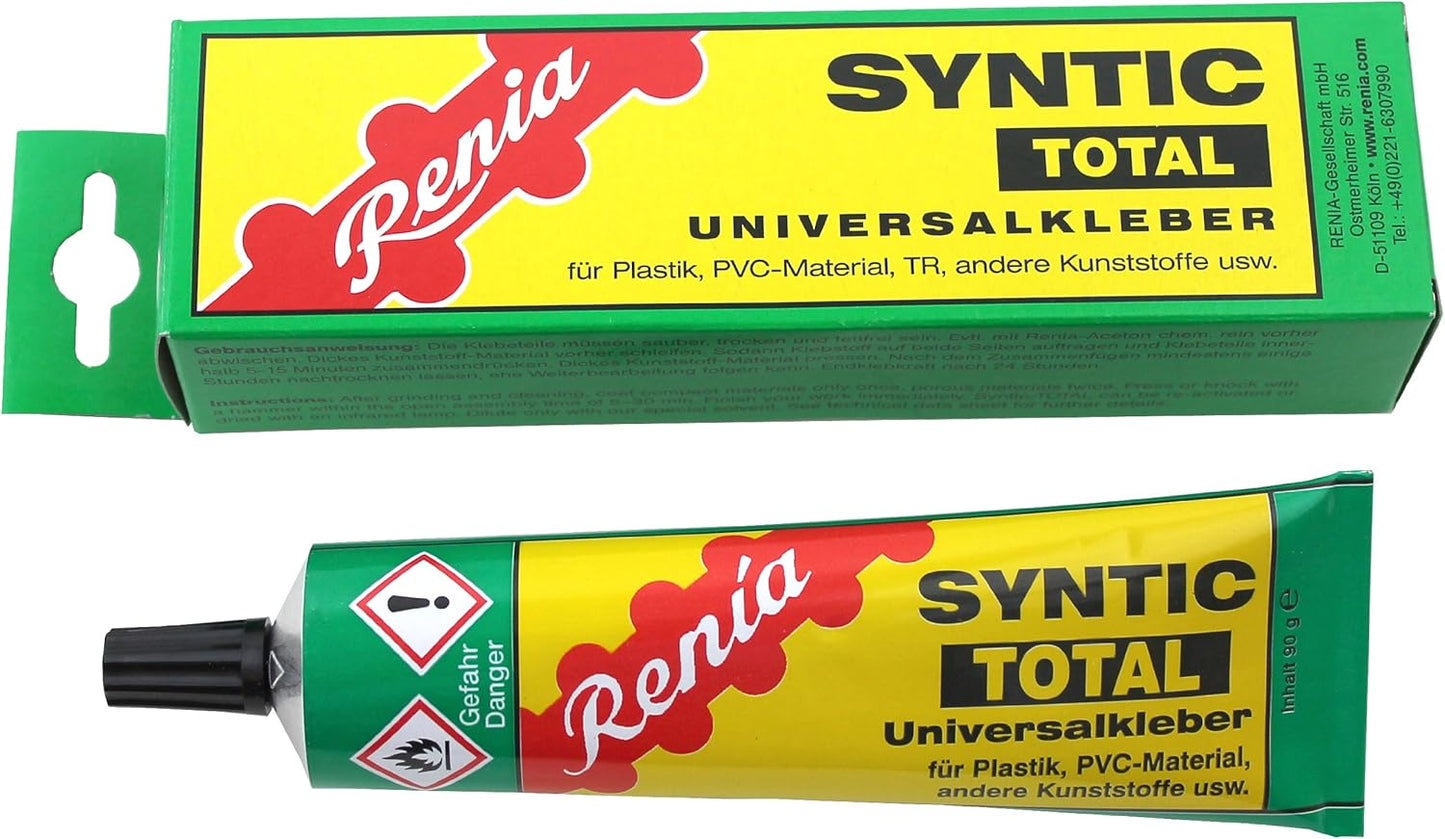 Renia
SYNTIC
TOTAL
UNIVERSALKLEBER
für Plastik, PVC-Material, TR, andere Kunststoffe usw.
RENIA-Gesellschaft mbH
Ostmerheimer Str. 516
D-51109 Köln • www.renia.com
Tel.: +49(0)221-6307990
Gebrauchsanweisung: Die Klebeteile müssen sauber, trocken und fettfrei sein. Evtl. mit Renia-Aceton chem. rein vorher
abwischen. Dickes Kunststoff-Material vorher schleifen. Sodann Klebstoff auf beide Seiten auftragen und Klebeteile inner-
halb 5-15 Minuten zusammendrücken. Dickes Kunststoff-Material pressen. Nach dem Zusammenfügen mindestens einige
Stunden nachtrocknen lassen, ehe Weiterbearbeitung folgen kann. Endklebkraft nach 24 Stunden.
Instructions: After grinding and cleaning, coat compact materials only once, porous materials twice. Press or knock with
a hammer within the open assembly time of 5-30 min. Finish your work immediately. Syntic-TOTAL can be re-activated or
dried with an infrared lamp. Dilute only with our special solvent. See technical data sheet for further details.
Gefahr
Danger
Renia
SYNTIC
TOTAL
Universalkleber
für Plastik, PVC-Material,
andere Kunststoffe usw.
Inhalt 90 g e